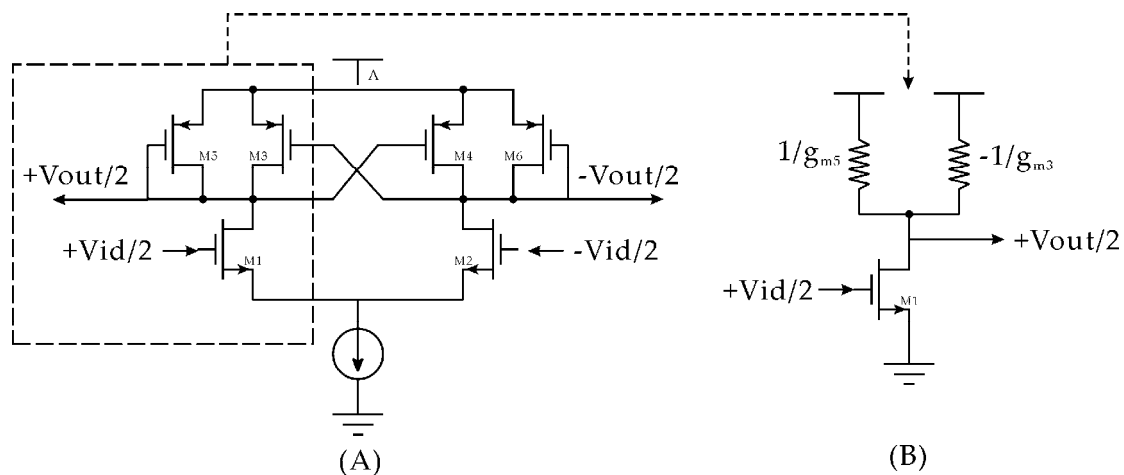 Λ
M5
M3
M4
M6
+Vout/2
-Vout/2
+Vid/2
M1
M2
-Vid/2
(A)
1/gm5
-1/gm3
+Vout/2
+Vid/2
M1
(B)